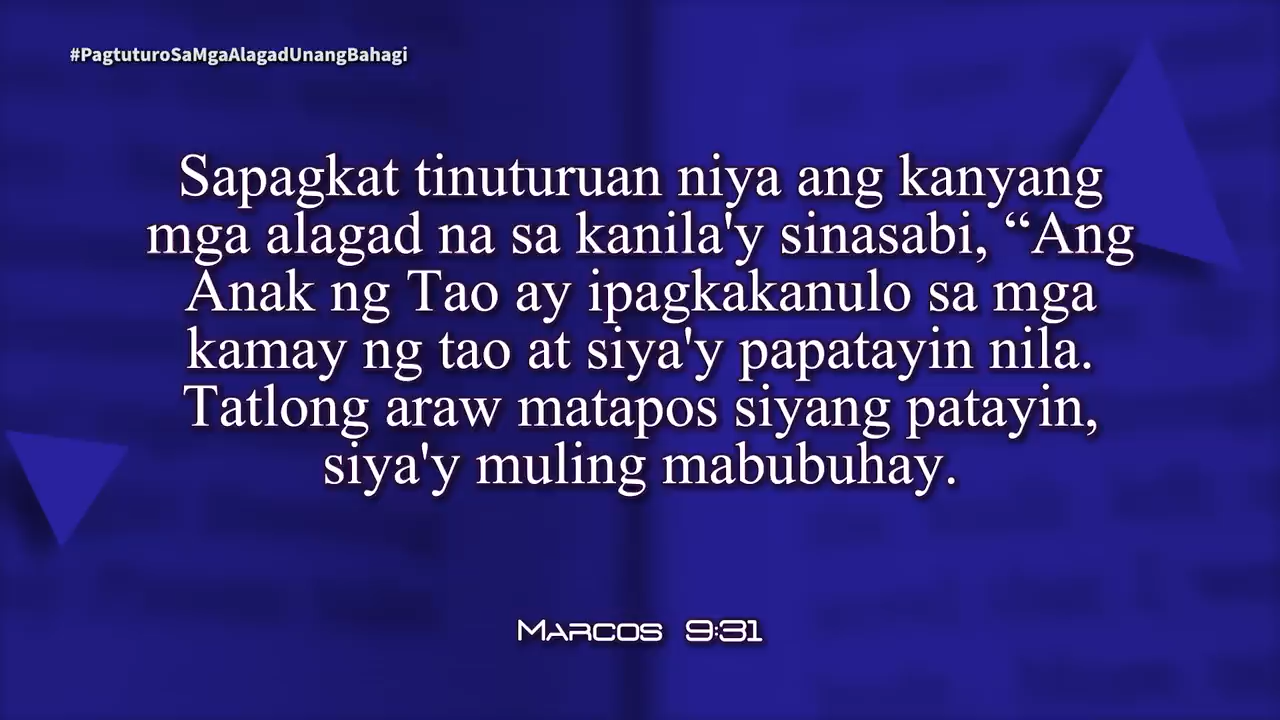 #PagtuturoSaMgaAlagadUnangBahagi
Sapagkat tinuturuan niya ang kanyang
mga alagad na sa kanila'y sinasabi, “Ang
Anak ng Tao ay ipagkakanulo sa mga
kamay ng tao at siya'y papatayin nila.
Tatlong araw matapos siyang patayin,
siya'y muling mabubuhay.
Marcos 9:31